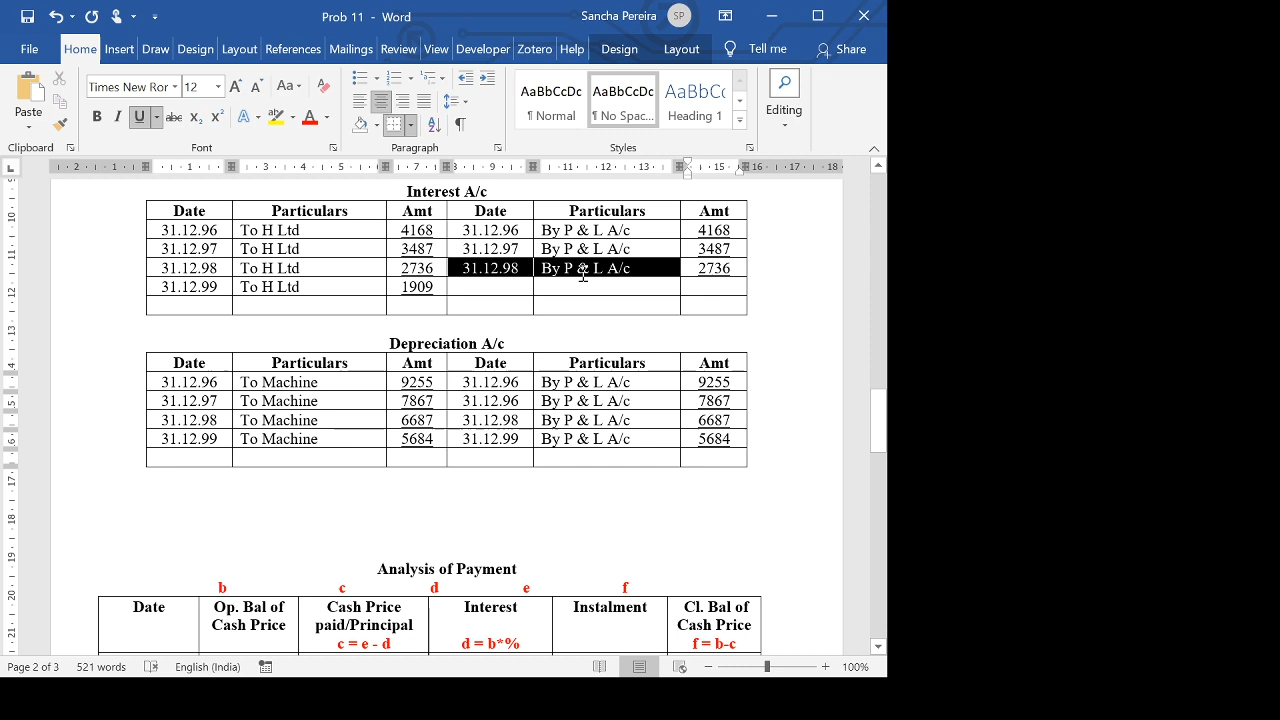 Prob 11 - Word
Sancha Pereira
SP
File Home Insert Draw Design Layout References Mailings Review View Developer Zotero Help Design Layout Tell me Share
Paste
Times New Ror 12
AaBbCcDc AaBbCcDc AaBbCc
¶ Normal ¶ No Spac... Heading 1
Editing
Clipboard Font Paragraph Styles
Interest A/c
Date Particulars Amt Date Particulars Amt
31.12.96 To H Ltd 4168 31.12.96 By P & L A/c 4168
31.12.97 To H Ltd 3487 31.12.97 By P & L A/c 3487
31.12.98 To H Ltd 2736 31.12.98 By P & L A/c 2736
31.12.99 To H Ltd 1909
Depreciation A/c
Date Particulars Amt Date Particulars Amt
31.12.96 To Machine 9255 31.12.96 By P & L A/c 9255
31.12.97 To Machine 7867 31.12.96 By P & L A/c 7867
31.12.98 To Machine 6687 31.12.98 By P & L A/c 6687
31.12.99 To Machine 5684 31.12.99 By P & L A/c 5684
Analysis of Payment
b c d e f
Date Op. Bal of Cash Price Interest Instalment Cl. Bal of
Cash Price paid/Principal Cash Price
c = e - d d = b*% f = b-c
Page 2 of 3 521 words English (India) 100%